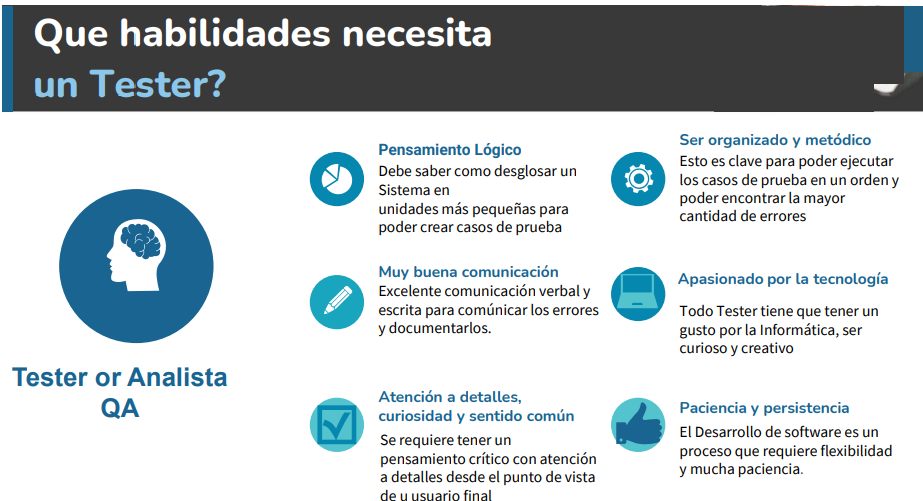 Que habilidades necesita
un Tester?
Tester or Analista
QA
Pensamiento Lógico
Debe saber como desglosar un
Sistema en
unidades más pequeñas para
poder crear casos de prueba
Muy buena comunicación
Excelente comunicación verbal y
escrita para comúnicar los errores
y documentarlos.
Atención a detalles,
curiosidad y sentido común
Se requiere tener un
pensamiento crítico con atención
a detalles desde el punto de vista
de u usuario final
Ser organizado y metódico
Esto es clave para poder ejecutar
los casos de prueba en un orden y
poder encontrar la mayor
cantidad de errores
Apasionado por la tecnología
Todo Tester tiene que tener un
gusto por la Informática, ser
curioso y creativo
Paciencia y persistencia
El Desarrollo de software es un
proceso que requiere flexibilidad
y mucha paciencia.